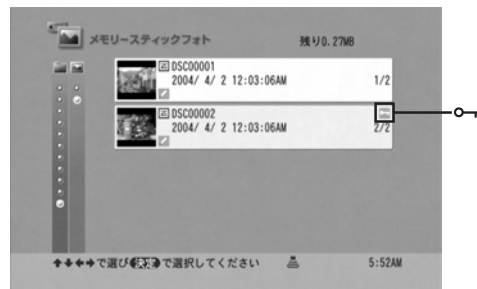 メモリースティックフォト
残り0.27MB
DSC00001
2004/ 4/ 2 12:03:06AM
1/2
DSC00002
2004/ 4/ 2 12:03:06AM
2/2
↑↓←→で選び決定で選択してください
5:52AM